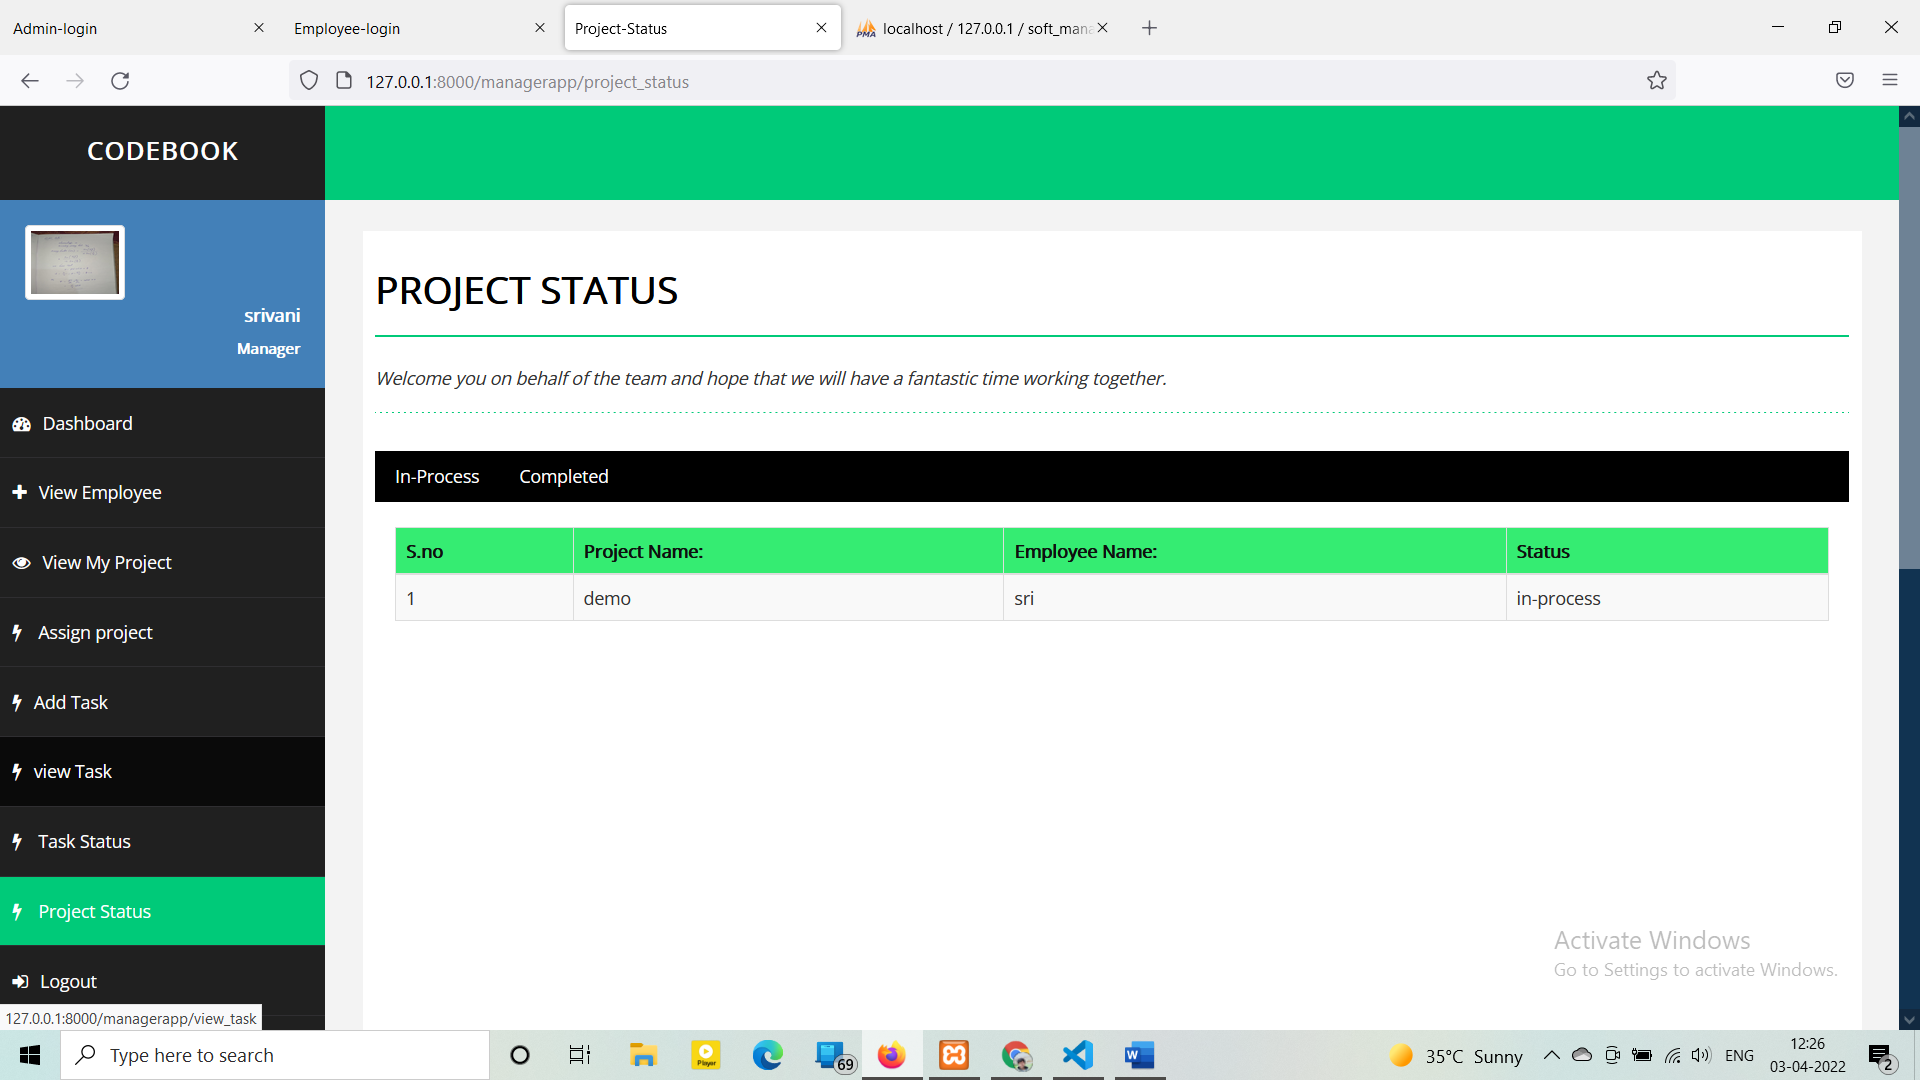 Admin-login
Employee-login
Project-Status
localhost / 127.0.0.1 / soft_mana
127.0.0.1:8000/managerapp/project_status
CODEBOOK
srivani
Manager
Dashboard
View Employee
View My Project
Assign project
Add Task
view Task
Task Status
Project Status
Logout
127.0.0.1:8000/managerapp/view_task
PROJECT STATUS
Welcome you on behalf of the team and hope that we will have a fantastic time working together.
In-Process Completed
S.no Project Name: Employee Name: Status
1 demo sri in-process
Activate Windows
Go to Settings to activate Windows.
Type here to search
Player
69
35°C Sunny
ENG
12:26
03-04-2022
2